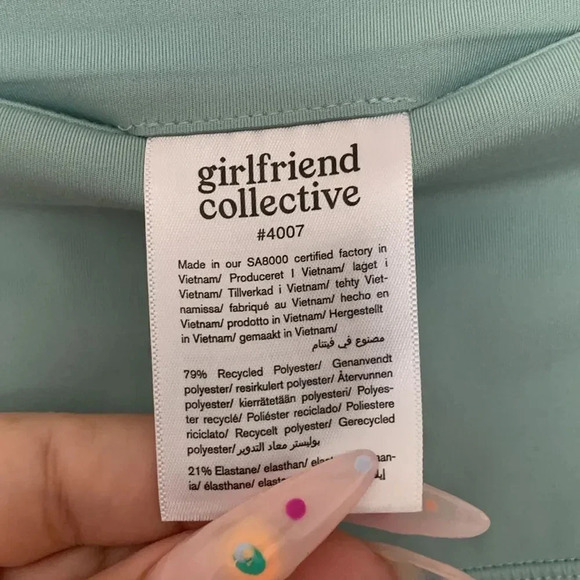 girlfriend
collective
#4007
Made in our SA8000 certified factory in
Vietnam/ Produceret I Vietnam/ laget i
Vietnam/ Tillverkad i Vietnam/ tehty Viet-
namissa/ fabriqué au Vietnam/ hecho en
Vietnam/ prodotto in Vietnam/ Hergestellt
in Vietnam/ gemaakt in Vietnam/
مصنوع في فيتنام
79% Recycled Polyester/ Genanvendt
polyester/ resirkulert polyester/ Återvunnen
polyester/ kierrätetään polyesteri/ Polyes-
ter recyclé/ Poliéster reciclado/ Poliestere
riciclato/ Recycelt polyester/ Gerecycled
polyester/ بوليستر معاد التدوير
21% Elastane/ elasthan/
ia/ élasthane/